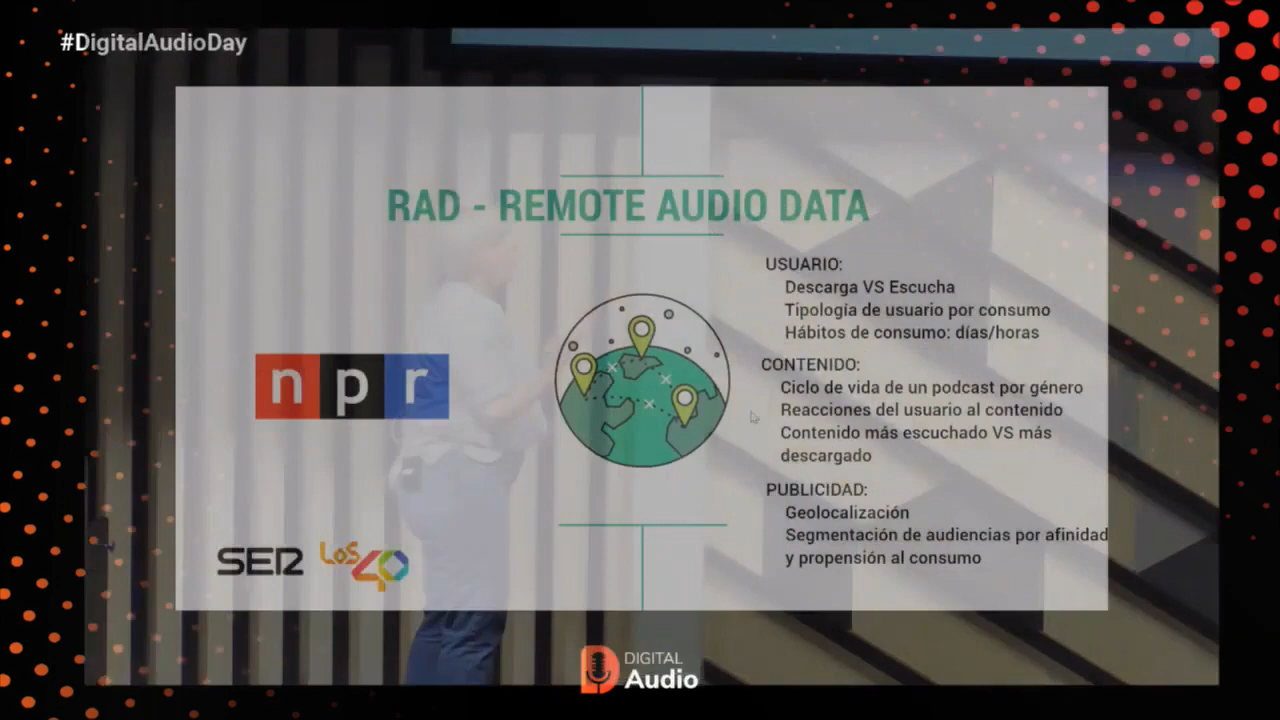 #DigitalAudioDay
RAD - REMOTE AUDIO DATA
npr
SER LOS 40
USUARIO:
Descarga VS Escucha
Tipología de usuario por consumo
Hábitos de consumo: días/horas
CONTENIDO:
Ciclo de vida de un podcast por género
Reacciones del usuario al contenido
Contenido más escuchado VS más
descargado
PUBLICIDAD:
Geolocalización
Segmentación de audiencias por afinidad
y propensión al consumo
DIGITAL
Audio